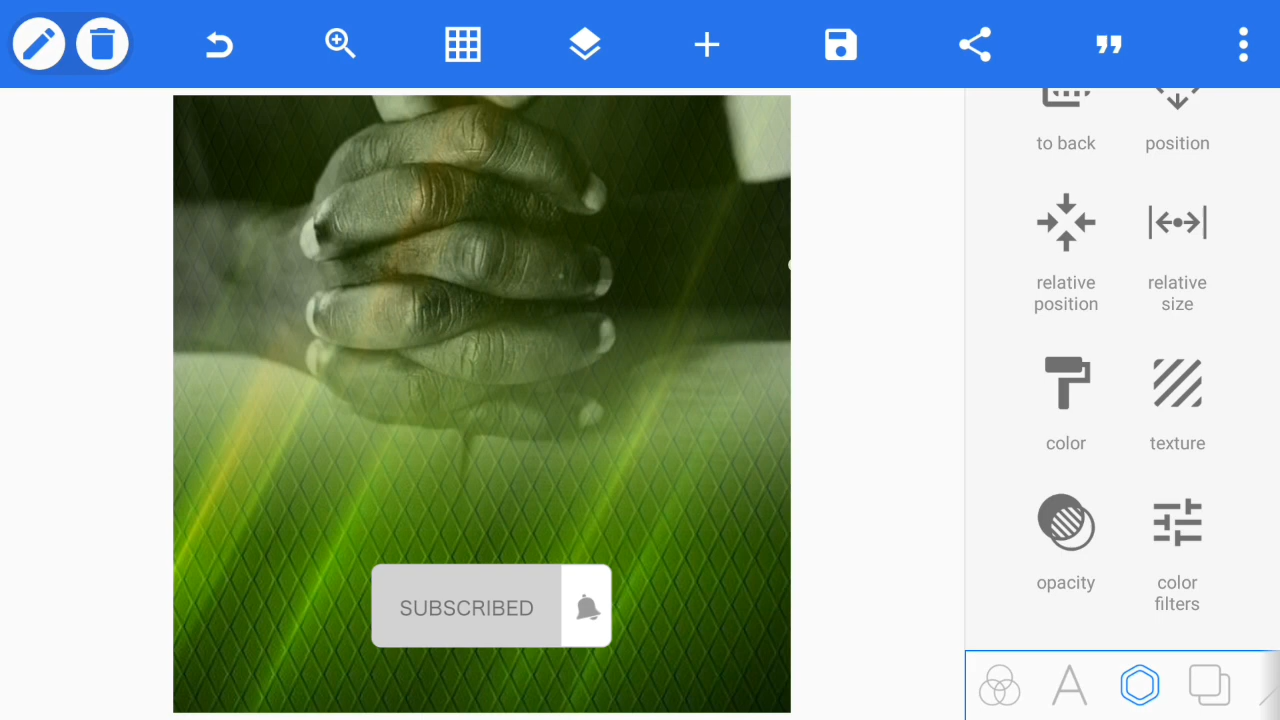 to back
position
relative
position
relative
size
color
texture
opacity
color
filters
SUBSCRIBED